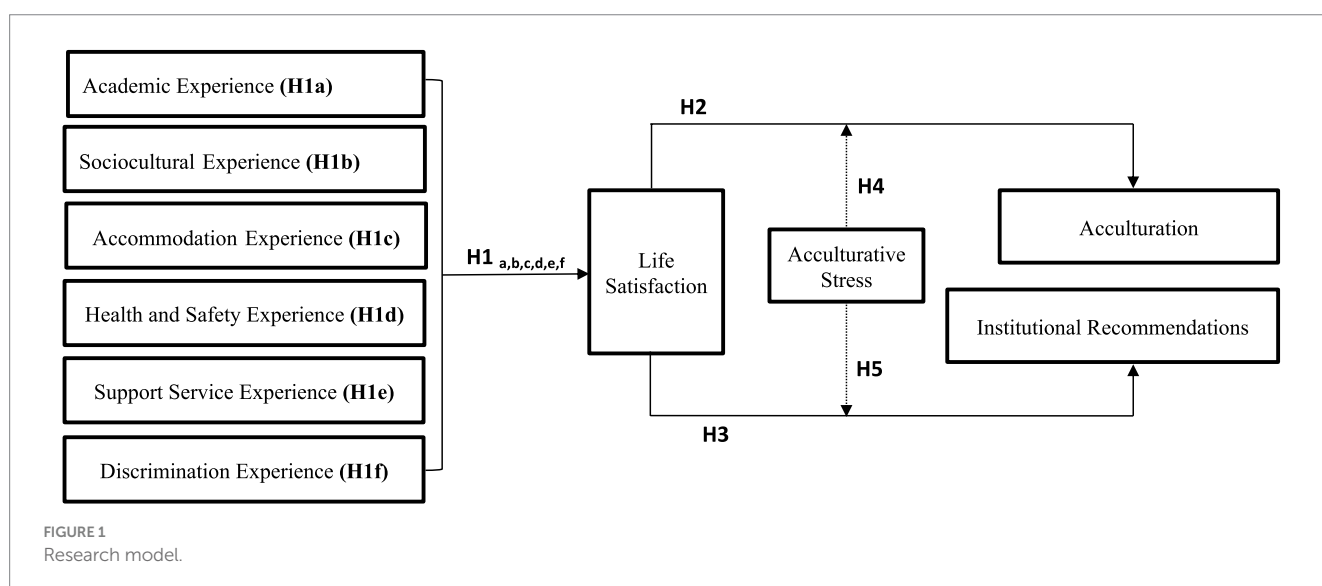 Academic Experience (H1a)
Sociocultural Experience (H1b)
Accommodation Experience (H1c)
Health and Safety Experience (H1d)
Support Service Experience (H1e)
Discrimination Experience (H1f)
H1 a,b,c,d,e,f
Life
Satisfaction
H2
H4
Acculturative
Stress
H5
H3
Acculturation
Institutional Recommendations
FIGURE 1
Research model.